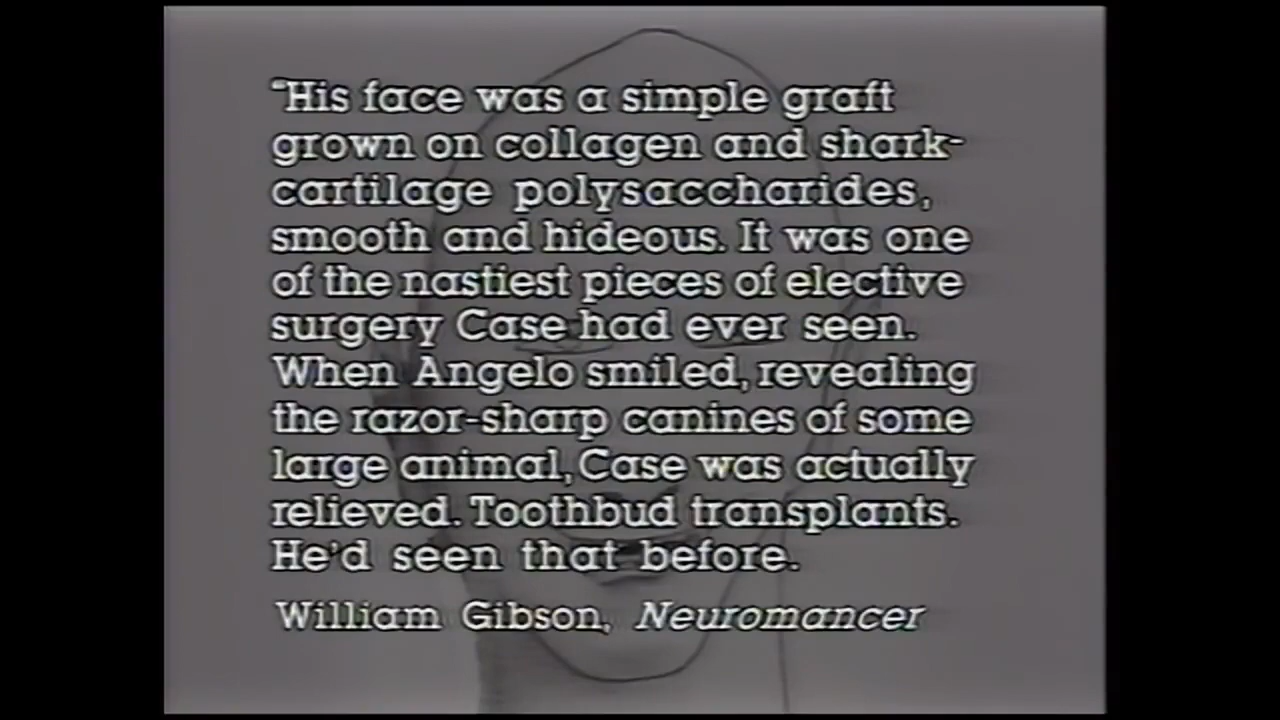 “His face was a simple graft
grown on collagen and shark-
cartilage polysaccharides,
smooth and hideous. It was one
of the nastiest pieces of elective
surgery Case had ever seen.
When Angelo smiled, revealing
the razor-sharp canines of some
large animal, Case was actually
relieved. Toothbud transplants.
He'd seen that before.
William Gibson, Neuromancer